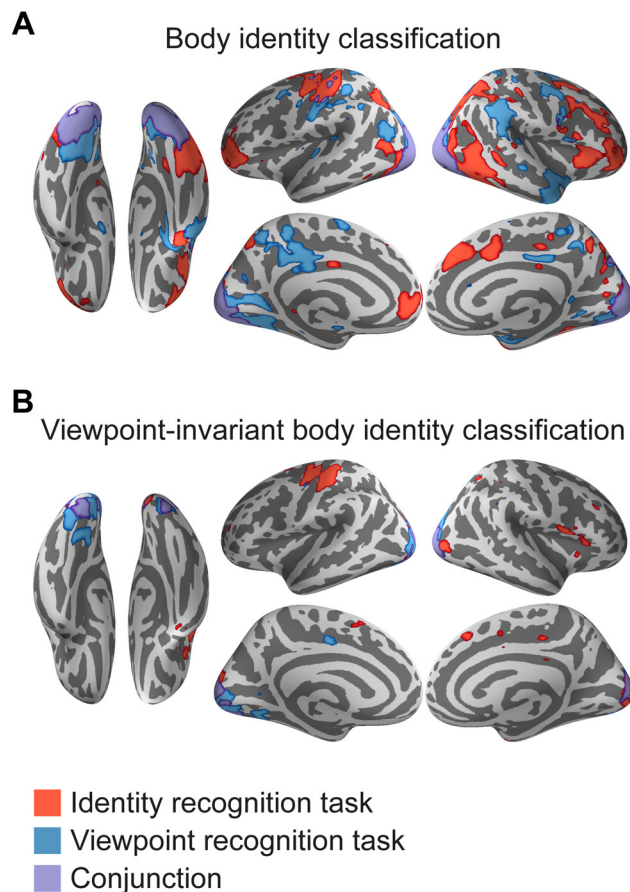 A
Body identity classification
B
Viewpoint-invariant body identity classification
Identity recognition task
Viewpoint recognition task
Conjunction